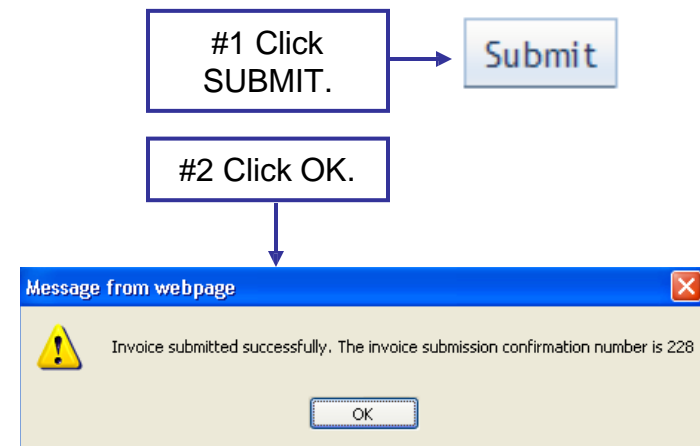 #1 Click
SUBMIT.
Submit
#2 Click OK.
Message from webpage
Invoice submitted successfully. The invoice submission confirmation number is 228
OK